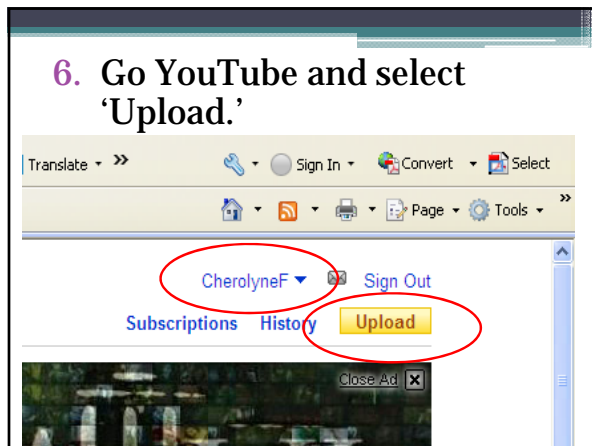 6. Go YouTube and select
‘Upload.’
Translate »
Sign In Convert Select
Page Tools »
CherolyneF Sign Out
Subscriptions History Upload
Close Ad X